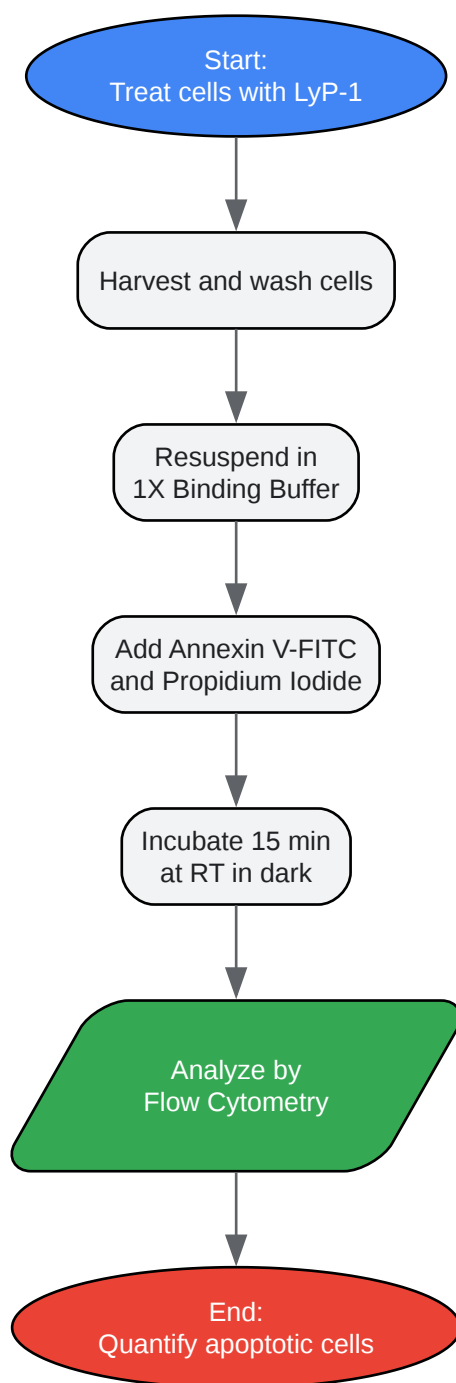 Start:
Treat cells with LyP-1
Harvest and wash cells
Resuspend in
1X Binding Buffer
Add Annexin V-FITC
and Propidium Iodide
Incubate 15 min
at RT in dark
Analyze by
Flow Cytometry
End:
Quantify apoptotic cells